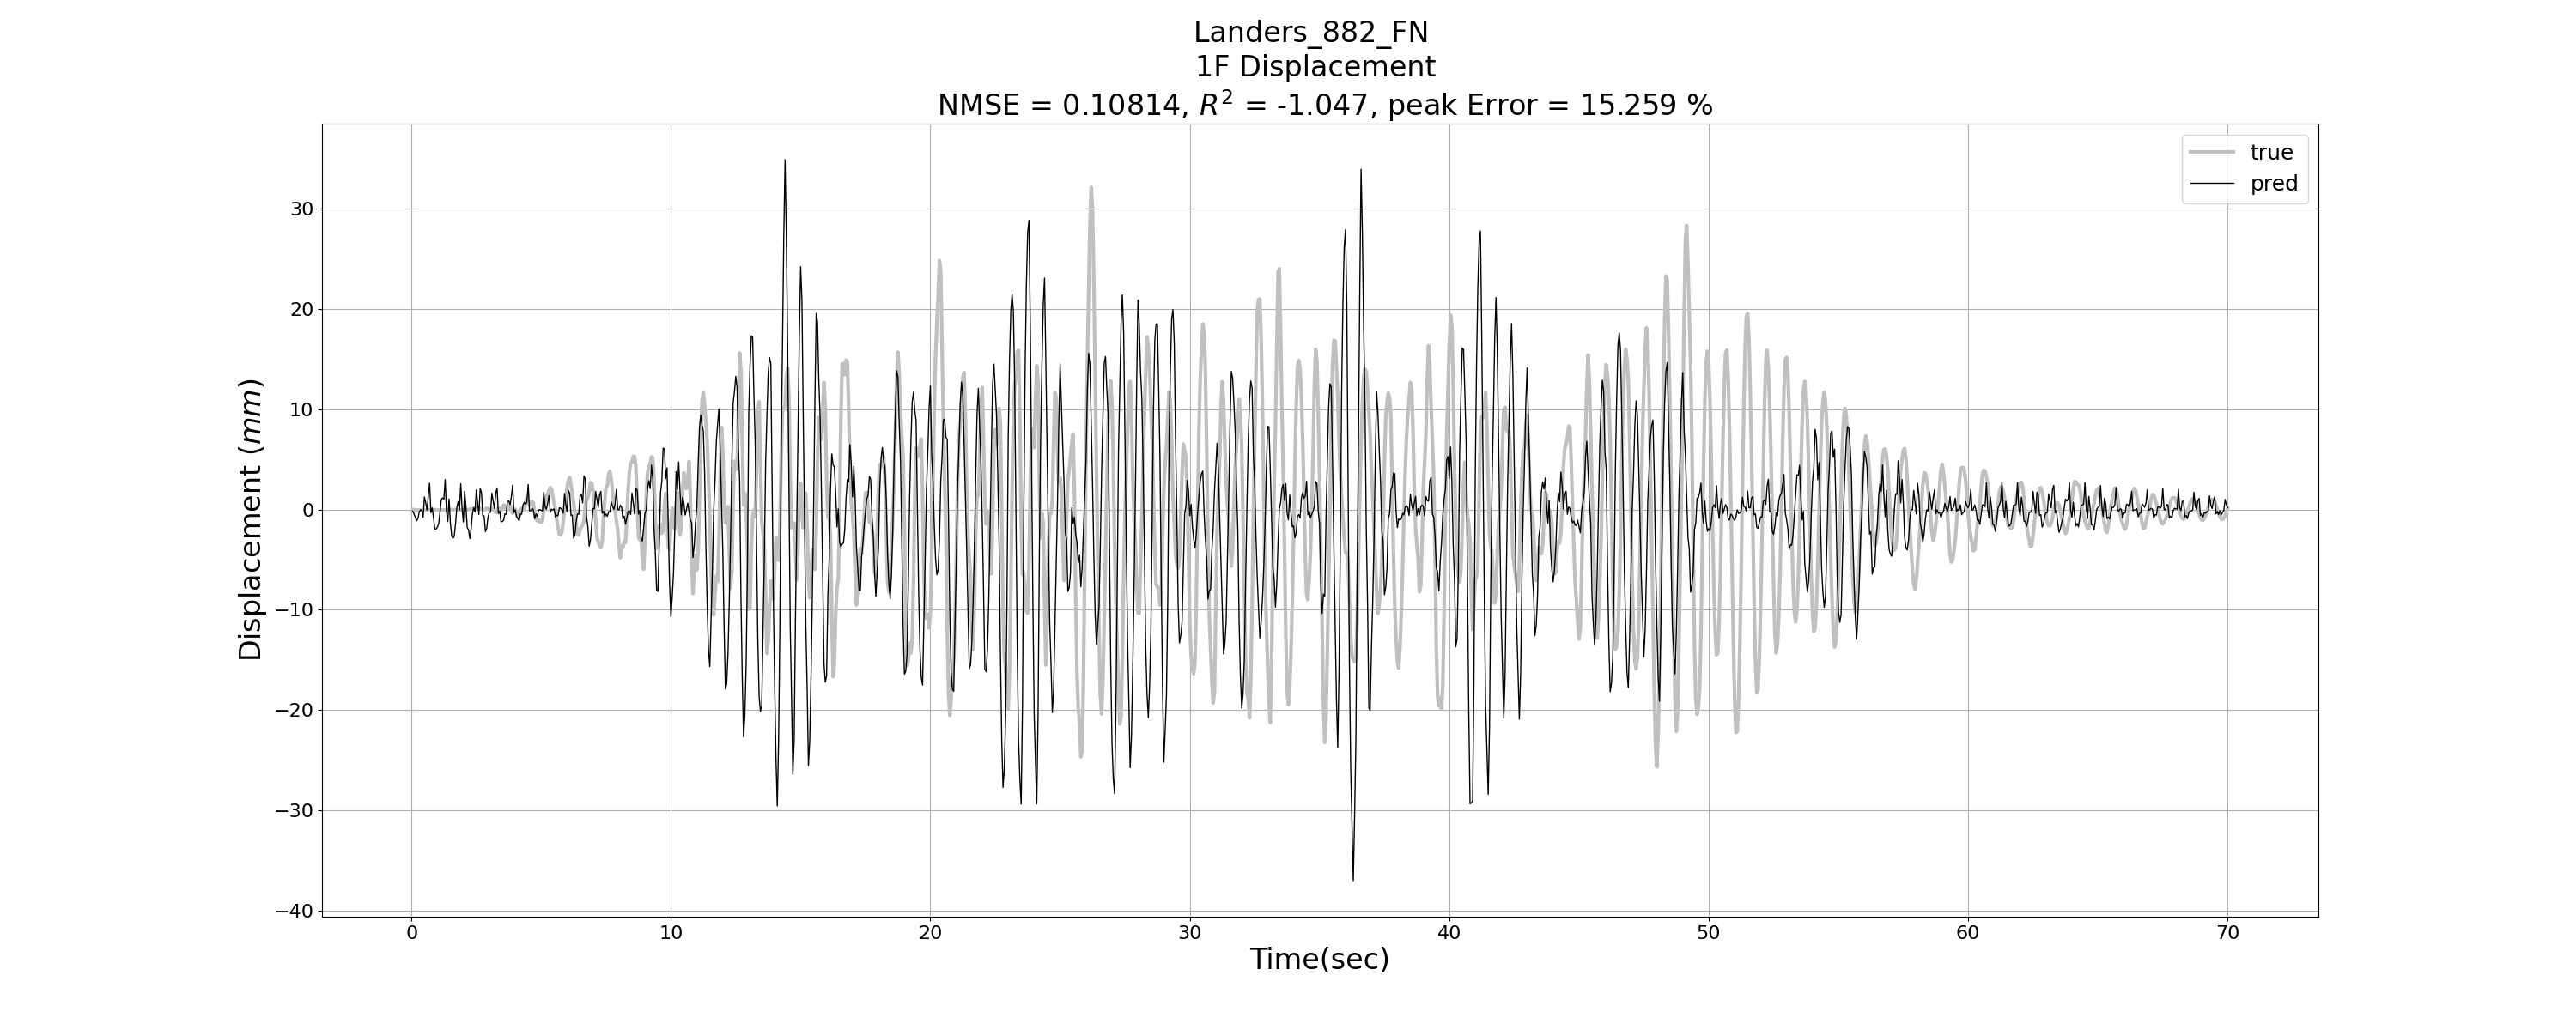 Landers_882_FN
1F Displacement
NMSE = 0.10814, R² = -1.047, peak Error = 15.259 %
true
pred
Displacement (mm)
30
20
10
0
−10
−20
−30
−40
0 10 20 30 40 50 60 70
Time(sec)